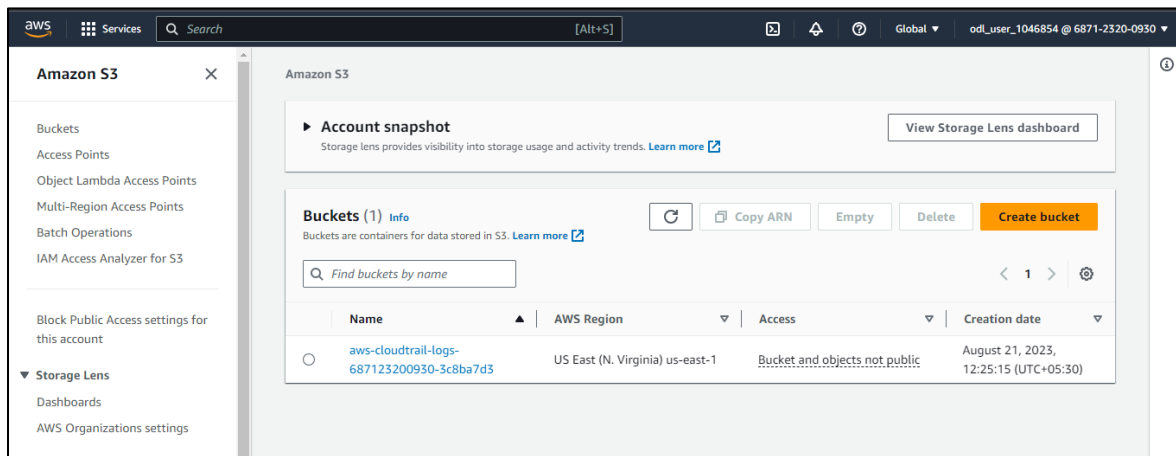 aws
Services
Search
[Alt+S]
Global
odl_user_1046854 @ 6871-2320-0930
Amazon S3
Buckets
Access Points
Object Lambda Access Points
Multi-Region Access Points
Batch Operations
IAM Access Analyzer for S3
Block Public Access settings for
this account
Storage Lens
Dashboards
AWS Organizations settings
Amazon S3
Account snapshot
Storage lens provides visibility into storage usage and activity trends. Learn more
View Storage Lens dashboard
Buckets (1) Info
Buckets are containers for data stored in S3. Learn more
Copy ARN
Empty
Delete
Create bucket
Find buckets by name
1
Name
AWS Region
Access
Creation date
aws-cloudtrail-logs-
687123200930-3c8ba7d3
US East (N. Virginia) us-east-1
Bucket and objects not public
August 21, 2023,
12:25:15 (UTC+05:30)